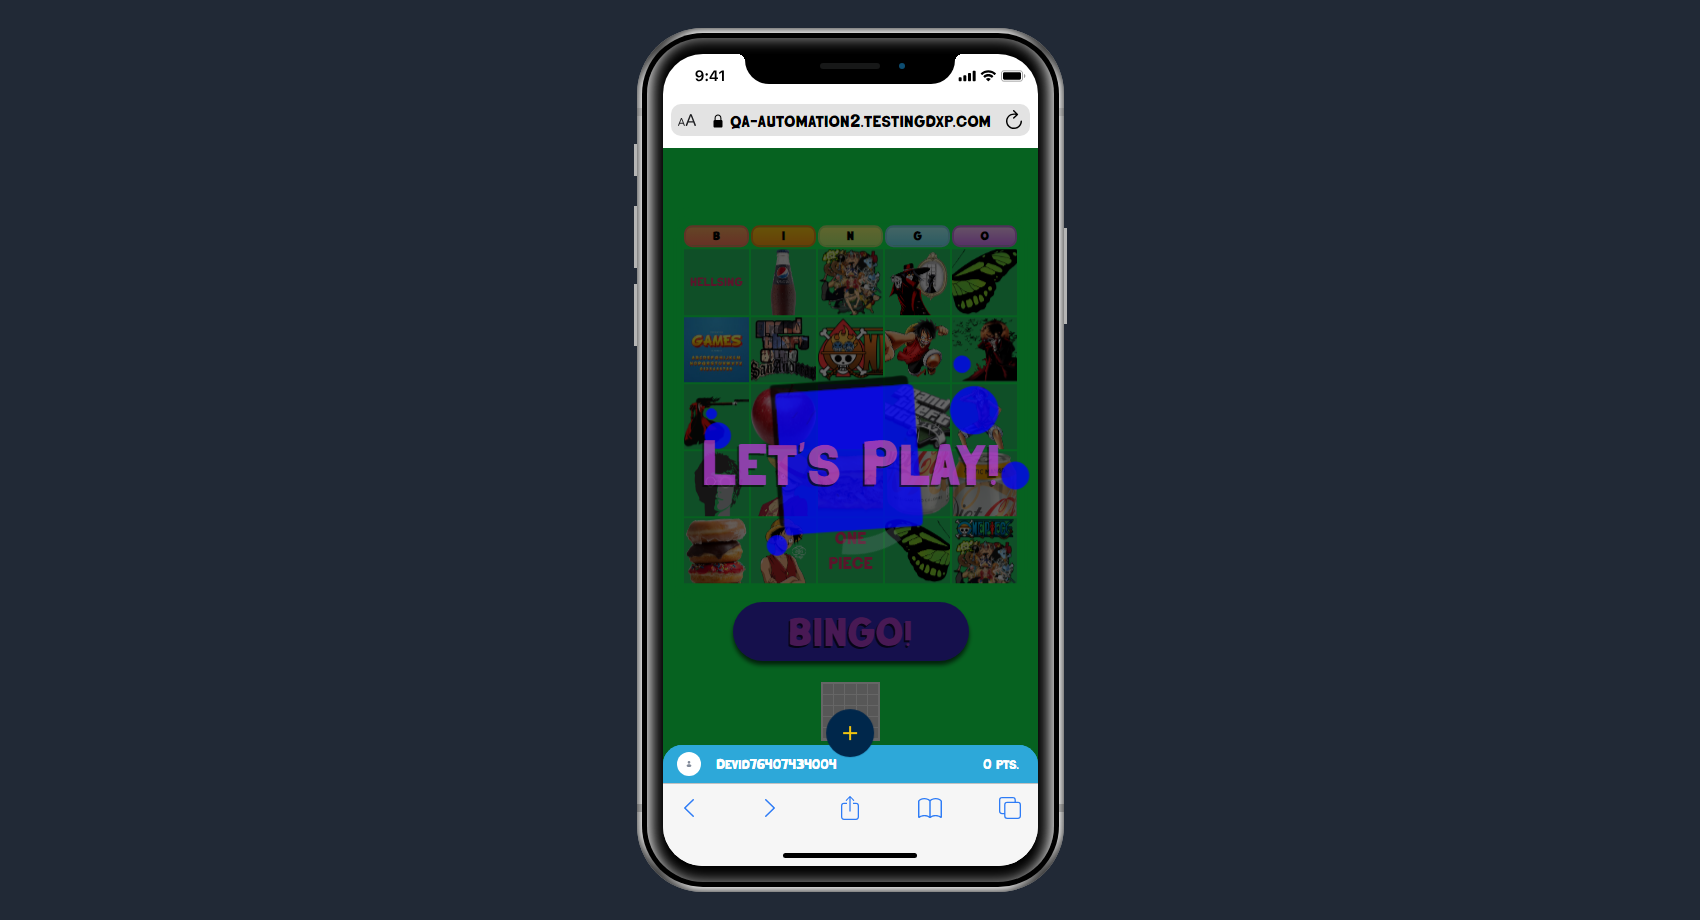 9:41
AA QA-AUTOMATION2.TESTINGDXP.COM
B I N G O
HELLSING
GAMES
LET'S PLAY!
ONE
PIECE
BINGO!
DEVID76407434004 0 PTS.